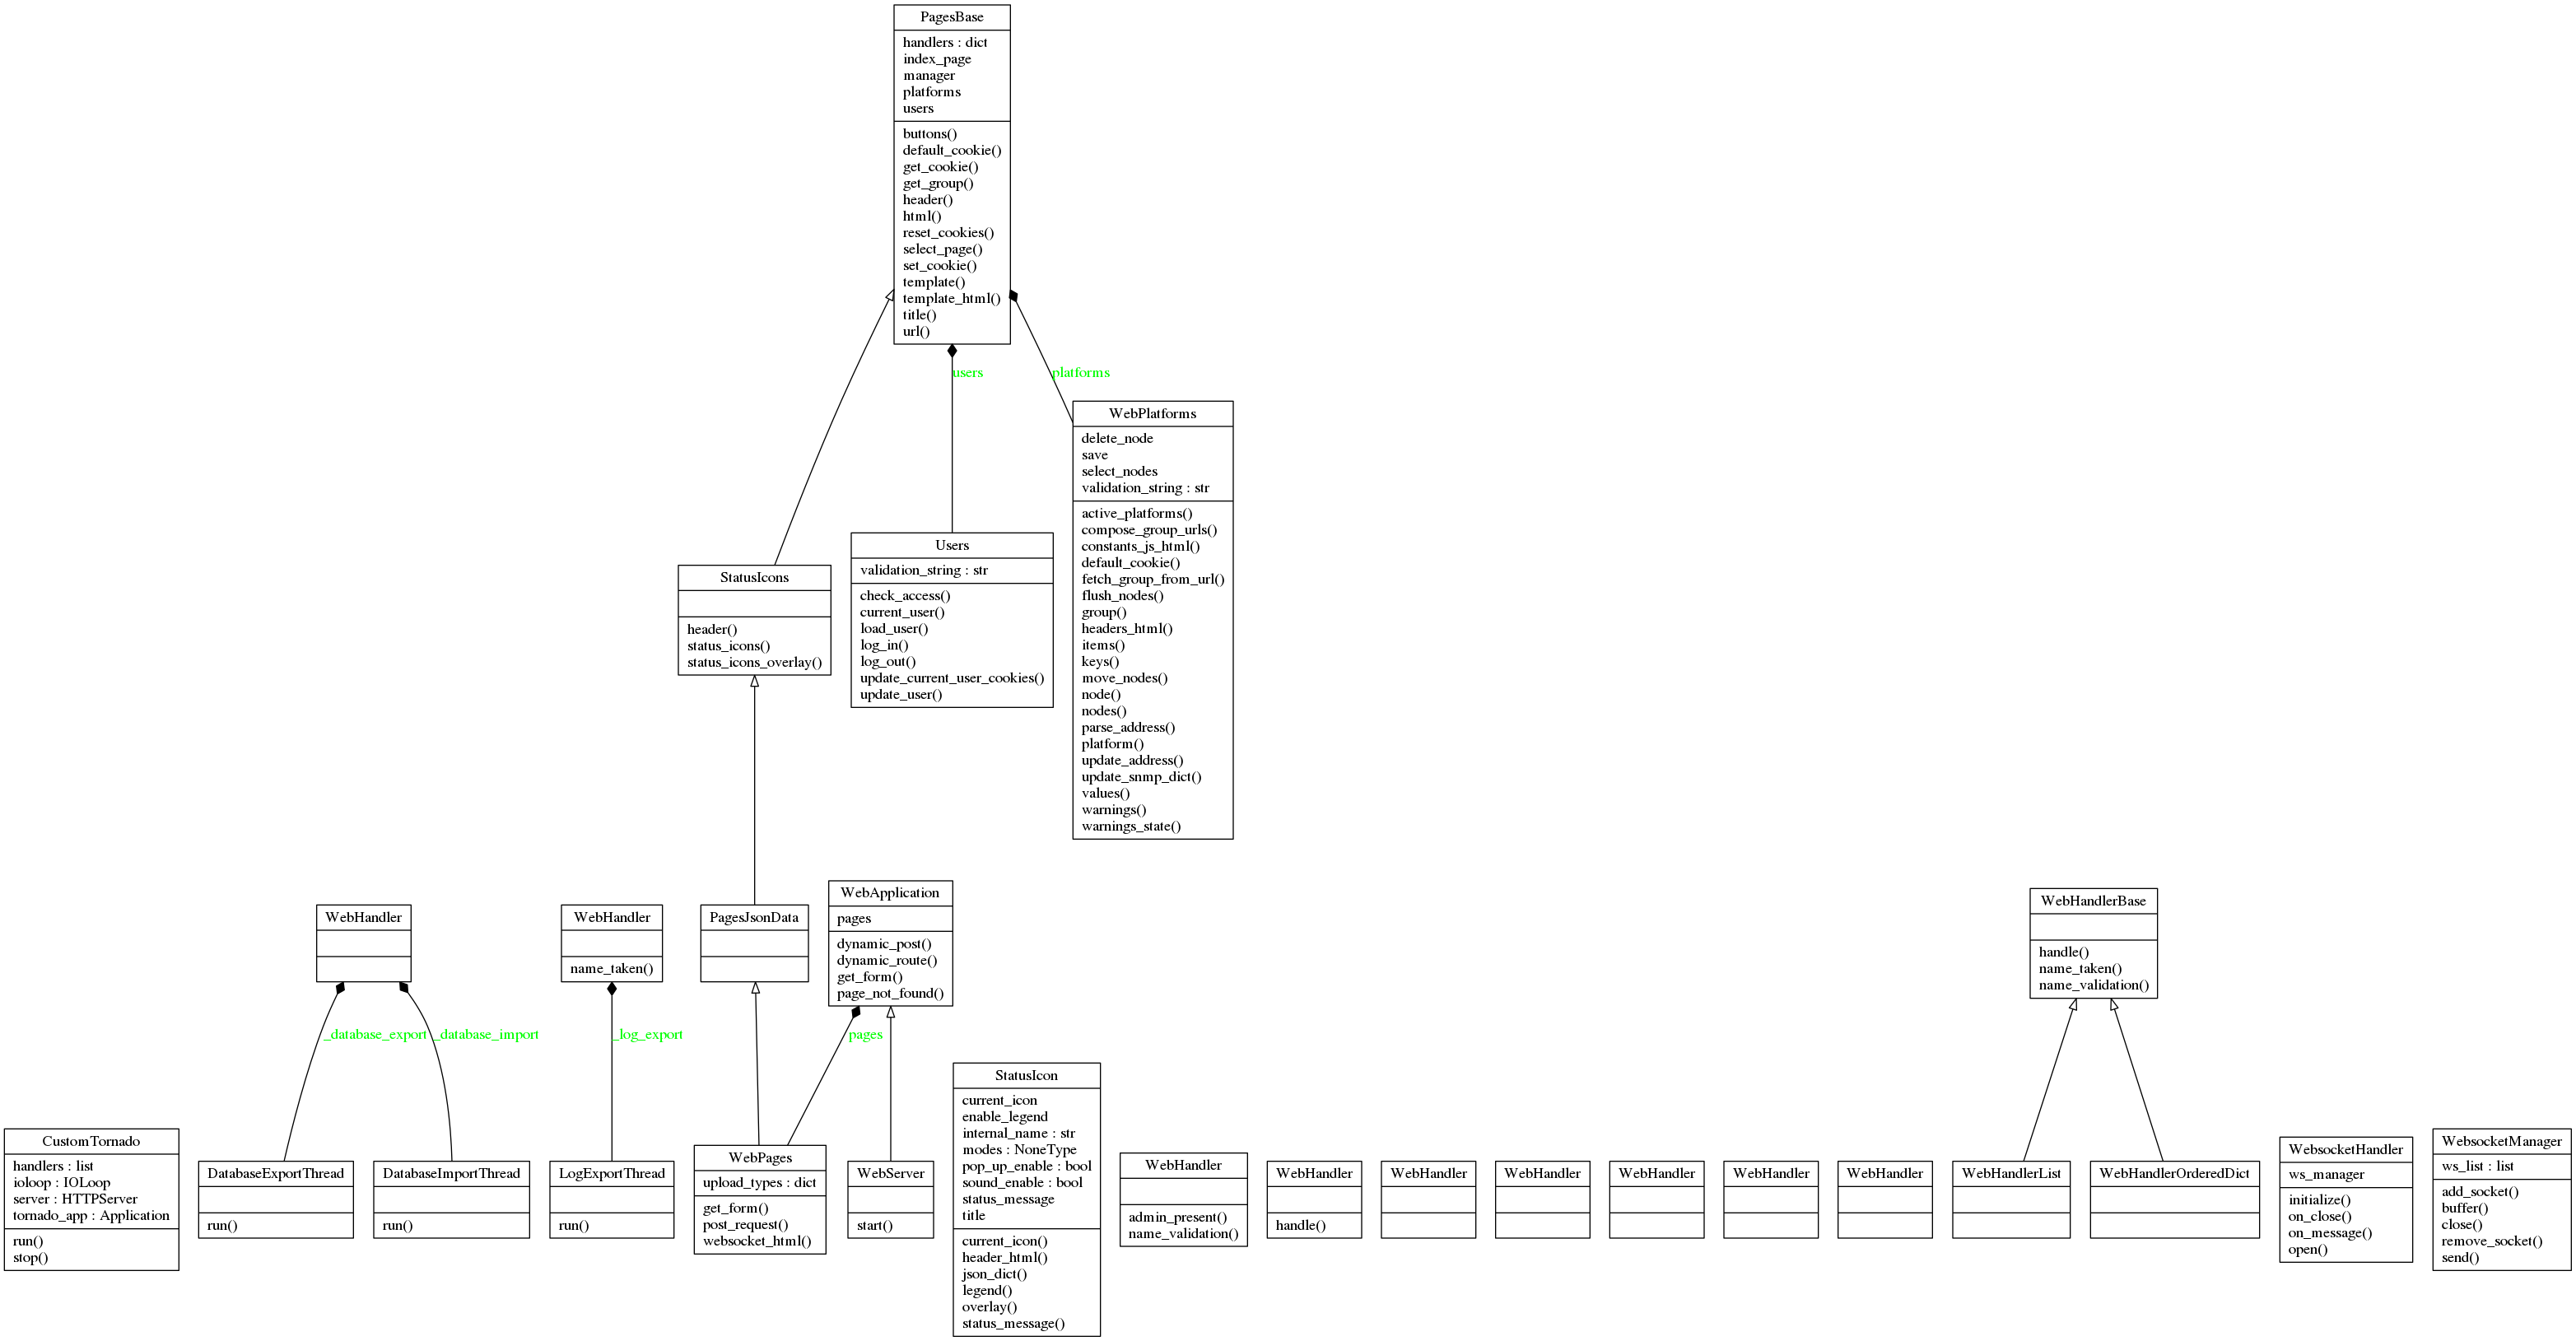 PagesBase
handlers : dict
index_page
manager
platforms
users
buttons()
default_cookie()
get_cookie()
get_group()
header()
html()
reset_cookies()
select_page()
set_cookie()
template()
template_html()
title()
url()
users
platforms
WebPlatforms
delete_node
save
select_nodes
validation_string : str
active_platforms()
compose_group_urls()
constants_js_html()
default_cookie()
fetch_group_from_url()
flush_nodes()
group()
headers_html()
items()
keys()
move_nodes()
node()
nodes()
parse_address()
platform()
update_address()
update_snmp_dict()
values()
warnings()
warnings_state()
Users
validation_string : str
check_access()
current_user()
load_user()
log_in()
log_out()
update_current_user_cookies()
update_user()
StatusIcons
header()
status_icons()
status_icons_overlay()
WebHandler
WebHandler
name_taken()
PagesJsonData
WebApplication
pages
dynamic_post()
dynamic_route()
get_form()
page_not_found()
WebHandlerBase
handle()
name_taken()
name_validation()
_database_export
_database_import
_log_export
pages
CustomTornado
handlers : list
ioloop : IOLoop
server : HTTPServer
tornado_app : Application
run()
stop()
DatabaseExportThread
run()
DatabaseImportThread
run()
LogExportThread
run()
WebPages
upload_types : dict
get_form()
post_request()
websocket_html()
WebServer
start()
StatusIcon
current_icon
enable_legend
internal_name : str
modes : NoneType
pop_up_enable : bool
sound_enable : bool
status_message
title
current_icon()
header_html()
json_dict()
legend()
overlay()
status_message()
WebHandler
admin_present()
name_validation()
WebHandler
handle()
WebHandler
WebHandler
WebHandler
WebHandler
WebHandler
WebHandlerList
WebHandlerOrderedDict
WebsocketHandler
ws_manager
initialize()
on_close()
on_message()
open()
WebsocketManager
ws_list : list
add_socket()
buffer()
close()
remove_socket()
send()